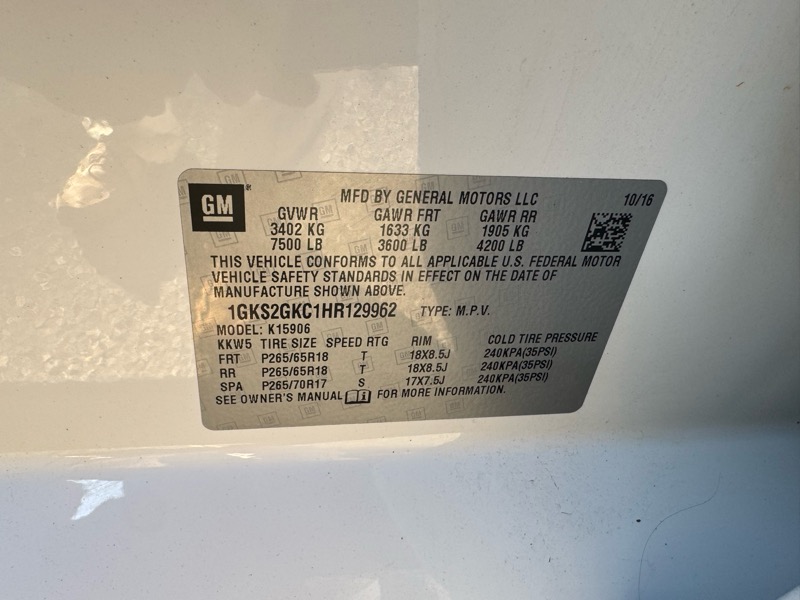 GM
MFD BY GENERAL MOTORS LLC 10/16
GVWR GAWR FRT GAWR RR
3402 KG 1633 KG 1905 KG
7500 LB 3600 LB 4200 LB
THIS VEHICLE CONFORMS TO ALL APPLICABLE U.S. FEDERAL MOTOR
VEHICLE SAFETY STANDARDS IN EFFECT ON THE DATE OF
MANUFACTURE SHOWN ABOVE.
1GKS2GKC1HR129962 TYPE: M.P.V.
MODEL: K15906
KKW5 TIRE SIZE SPEED RTG RIM COLD TIRE PRESSURE
FRT P265/65R18 T 18X8.5J 240KPA(35PSI)
RR P265/65R18 T 18X8.5J 240KPA(35PSI)
SPA P265/70R17 S 17X7.5J 240KPA(35PSI)
SEE OWNER'S MANUAL FOR MORE INFORMATION.